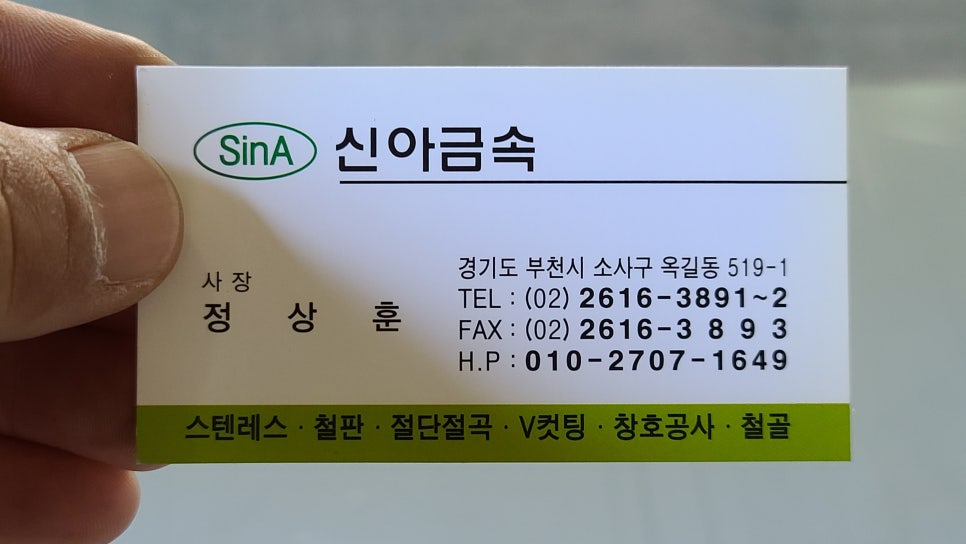 SinA 신아금속
사장
정 상 훈
경기도 부천시 소사구 옥길동 519-1
TEL : (02) 2616-3891~2
FAX : (02) 2616-3 8 9 3
H.P : 010-2707-1649
스텐레스 · 철판 · 절단절곡 · V컷팅 · 창호공사 · 철골